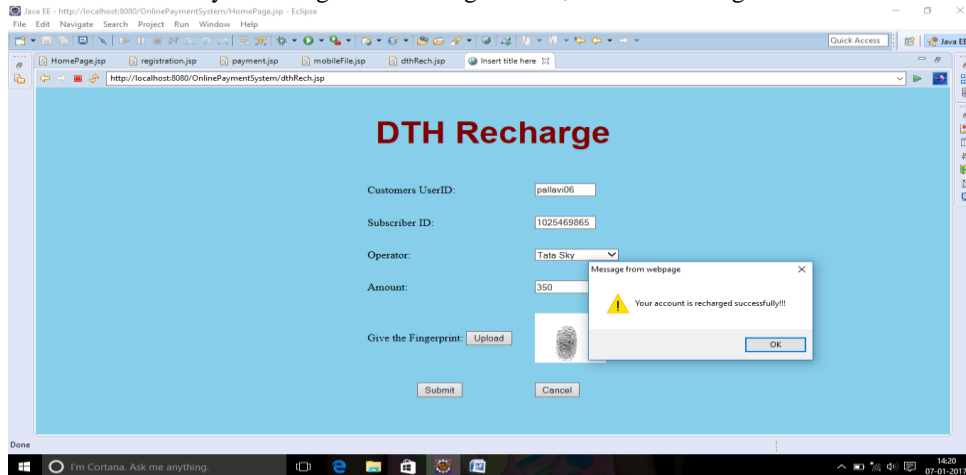 Java EE - http://localhost:8080/OnlinePaymentSystem/HomePage.jsp - Eclipse
File Edit Navigate Search Project Run Window Help
Quick Access Java EE
HomePage.jsp registration.jsp payment.jsp mobileFile.jsp dthRech.jsp Insert title here
http://localhost:8080/OnlinePaymentSystem/dthRech.jsp
DTH Recharge
Customers UserID: pallavi06
Subscriber ID: 1025469865
Operator: Tata Sky
Message from webpage
Amount: 350
Your account is recharged successfully!!!
Give the Fingerprint: Upload
OK
Submit Cancel
Done
I'm Cortana. Ask me anything.
14:20
07-01-2017